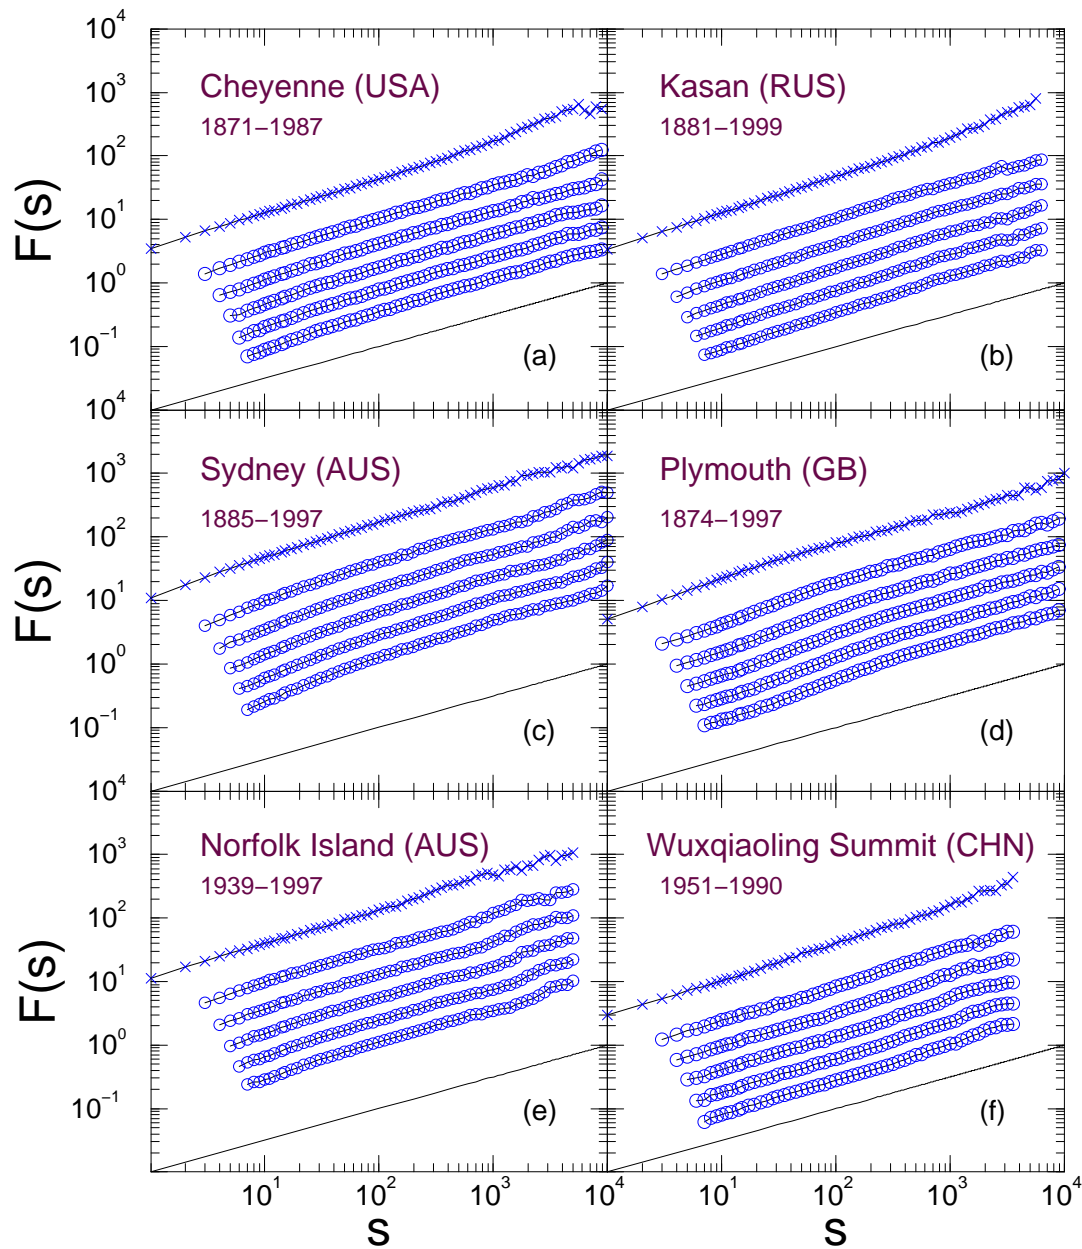 10^4
10^3
10^2
10^1
10^0
10^-1
10^4
F(s)
Cheyenne (USA)
1871–1987
(a)
Kasan (RUS)
1881–1999
(b)
10^3
10^2
10^1
10^0
10^-1
10^4
F(s)
Sydney (AUS)
1885–1997
(c)
Plymouth (GB)
1874–1997
(d)
10^3
10^2
10^1
10^0
10^-1
F(s)
Norfolk Island (AUS)
1939–1997
(e)
Wuxqiaoling Summit (CHN)
1951–1990
(f)
10^1 10^2 10^3 10^4 10^1 10^2 10^3 10^4
s s